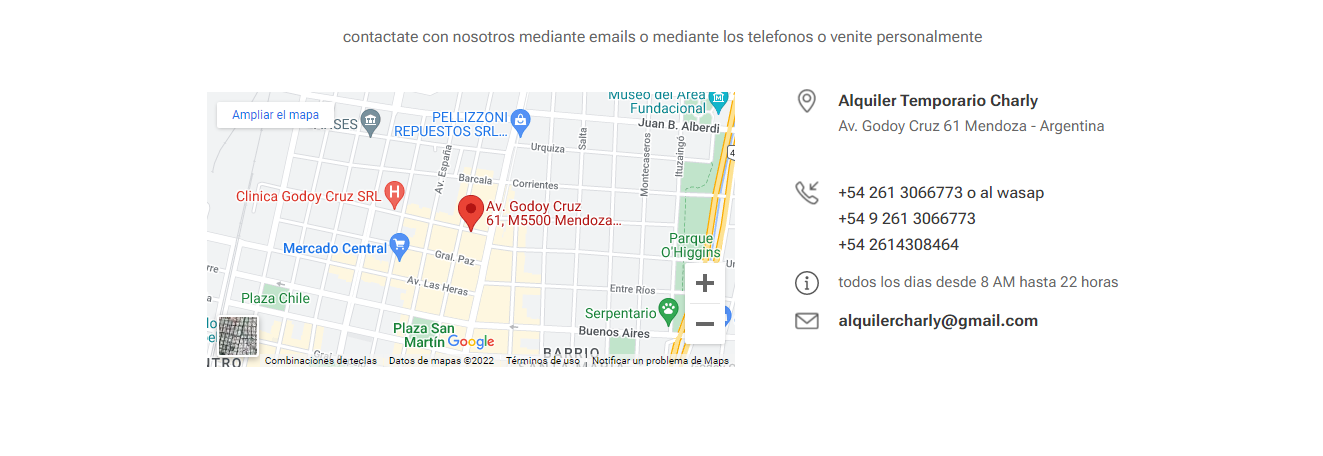 contactate con nosotros mediante emails o mediante los telefonos o venite personalmente
Ampliar el mapa
PELLIZZONI
REPUESTOS SRL...
Museo del Área
Fundacional
Juan B. Alberdi
Urquiza
Salta
Montecaseros
Ituzaingó
Av. España
Barcala
Corrientes
Clinica Godoy Cruz SRL
Av. Godoy Cruz
61, M5500 Mendoza...
Mercado Central
Gral. Paz
Parque
O'Higgins
Av. Las Heras
Entre Ríos
Plaza Chile
Serpentario
Plaza San
Martín
Google
Buenos Aires
BARRIO
Combinaciones de teclas
Datos de mapas ©2022
Términos de uso
Notificar un problema de Maps
Alquiler Temporario Charly
Av. Godoy Cruz 61 Mendoza - Argentina
+54 261 3066773 o al wasap
+54 9 261 3066773
+54 2614308464
todos los dias desde 8 AM hasta 22 horas
alquilercharly@gmail.com